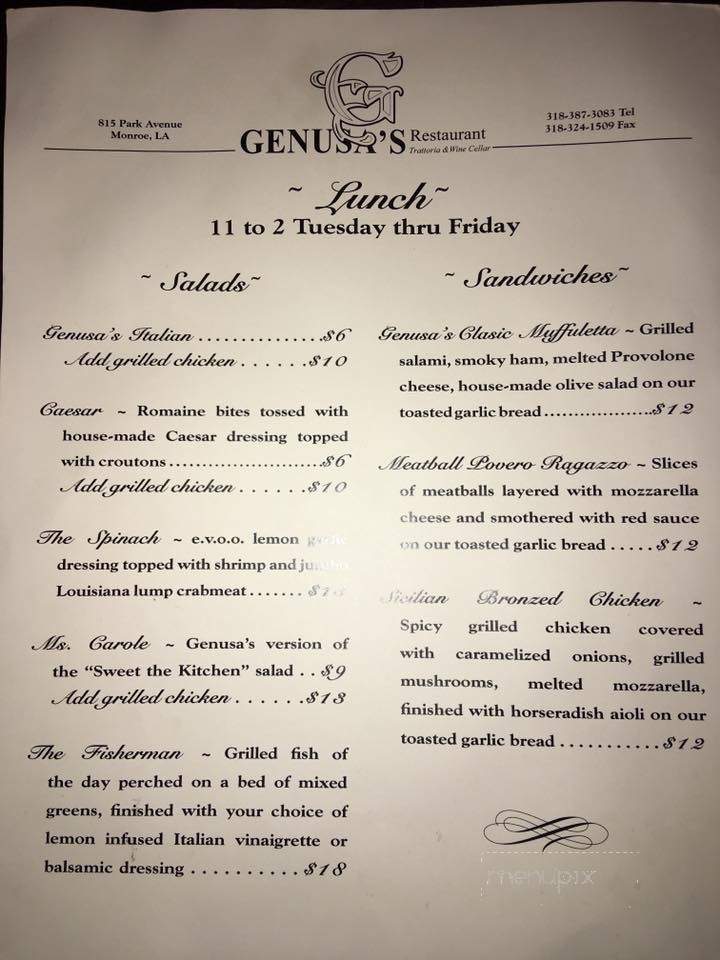 815 Park Avenue
Monroe, LA
GENUSA'S Restaurant
Trattoria & Wine Cellar
318-387-3083 Tel
318-324-1509 Fax
~ Lunch ~
11 to 2 Tuesday thru Friday
~ Salads ~
Genusa's Italian ..................$6
Add grilled chicken ......$10
Caesar ~ Romaine bites tossed with
house-made Caesar dressing topped
with croutons......................$6
Add grilled chicken ......$10
The Spinach ~ e.v.o.o. lemon
dressing topped with shrimp and
Louisiana lump crabmeat .......
Ms. Carole ~ Genusa's version of
the "Sweet the Kitchen" salad ..$9
Add grilled chicken ......$13
The Fisherman ~ Grilled fish of
the day perched on a bed of mixed
greens, finished with your choice of
lemon infused Italian vinaigrette or
balsamic dressing ..........$18
~ Sandwiches ~
Genusa's Clasic Muffuletta ~ Grilled
salami, smoky ham, melted Provolone
cheese, house-made olive salad on our
toasted garlic bread...................$12
Meatball Povero Ragazzo ~ Slices
of meatballs layered with mozzarella
cheese and smothered with red sauce
on our toasted garlic bread .....$12
Sicilian Bronzed Chicken ~
Spicy grilled chicken covered
with caramelized onions, grilled
mushrooms, melted mozzarella,
finished with horseradish aioli on our
toasted garlic bread ...........$12
menupix